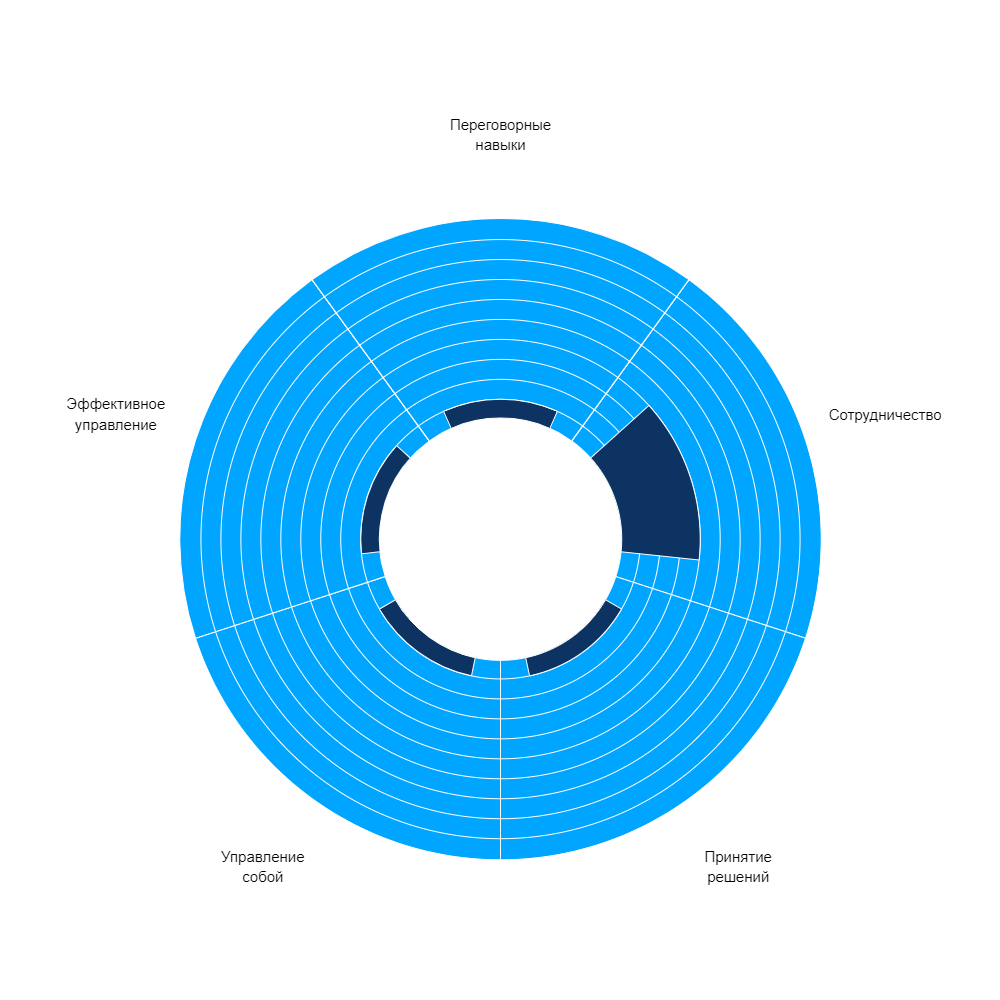 Переговорные
навыки
Эффективное
управление
Сотрудничество
Управление
собой
Принятие
решений